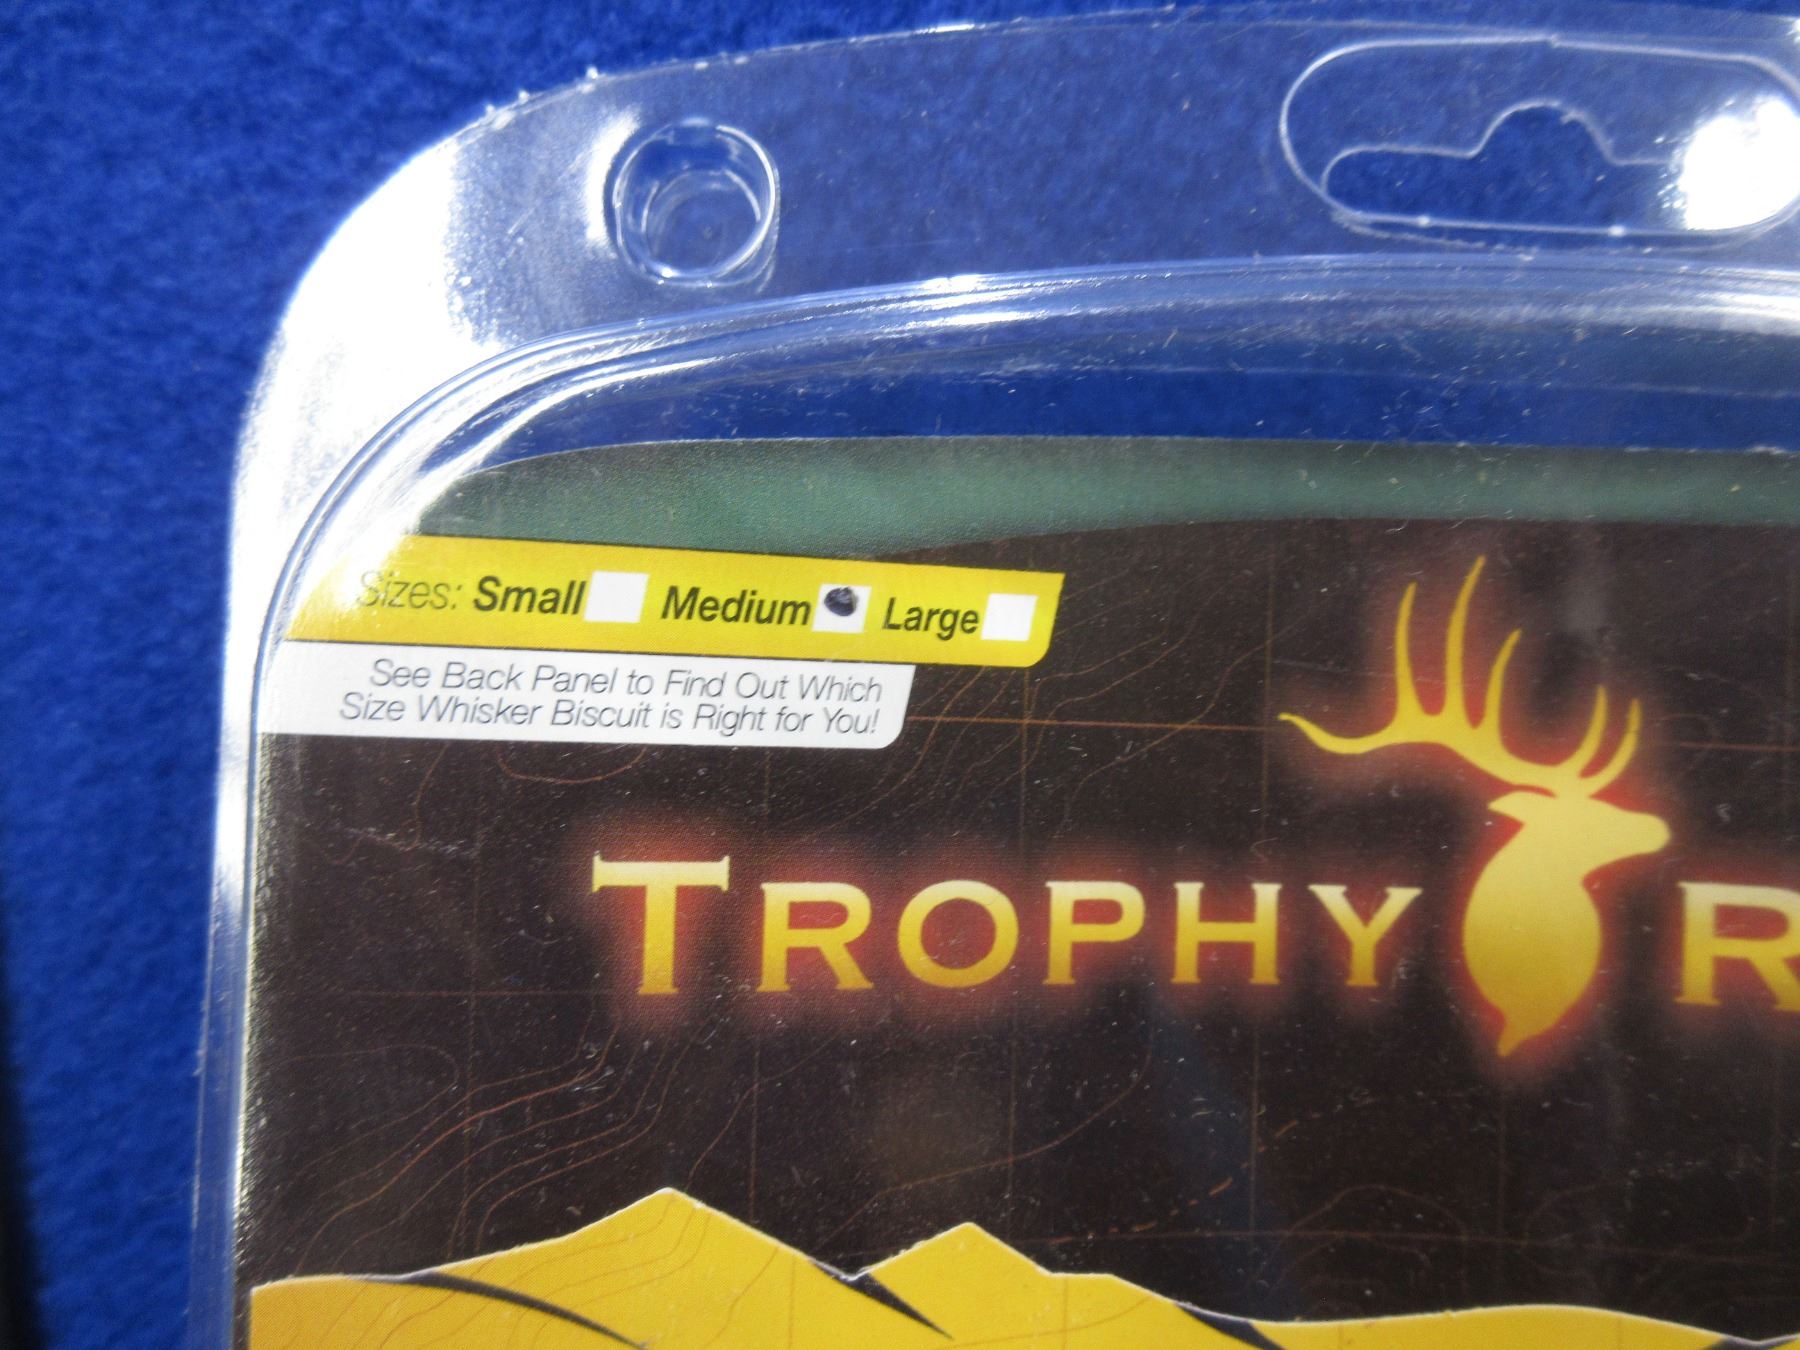 Sizes: Small Medium Large
See Back Panel to Find Out Which
Size Whisker Biscuit is Right for You!
TROPHY R